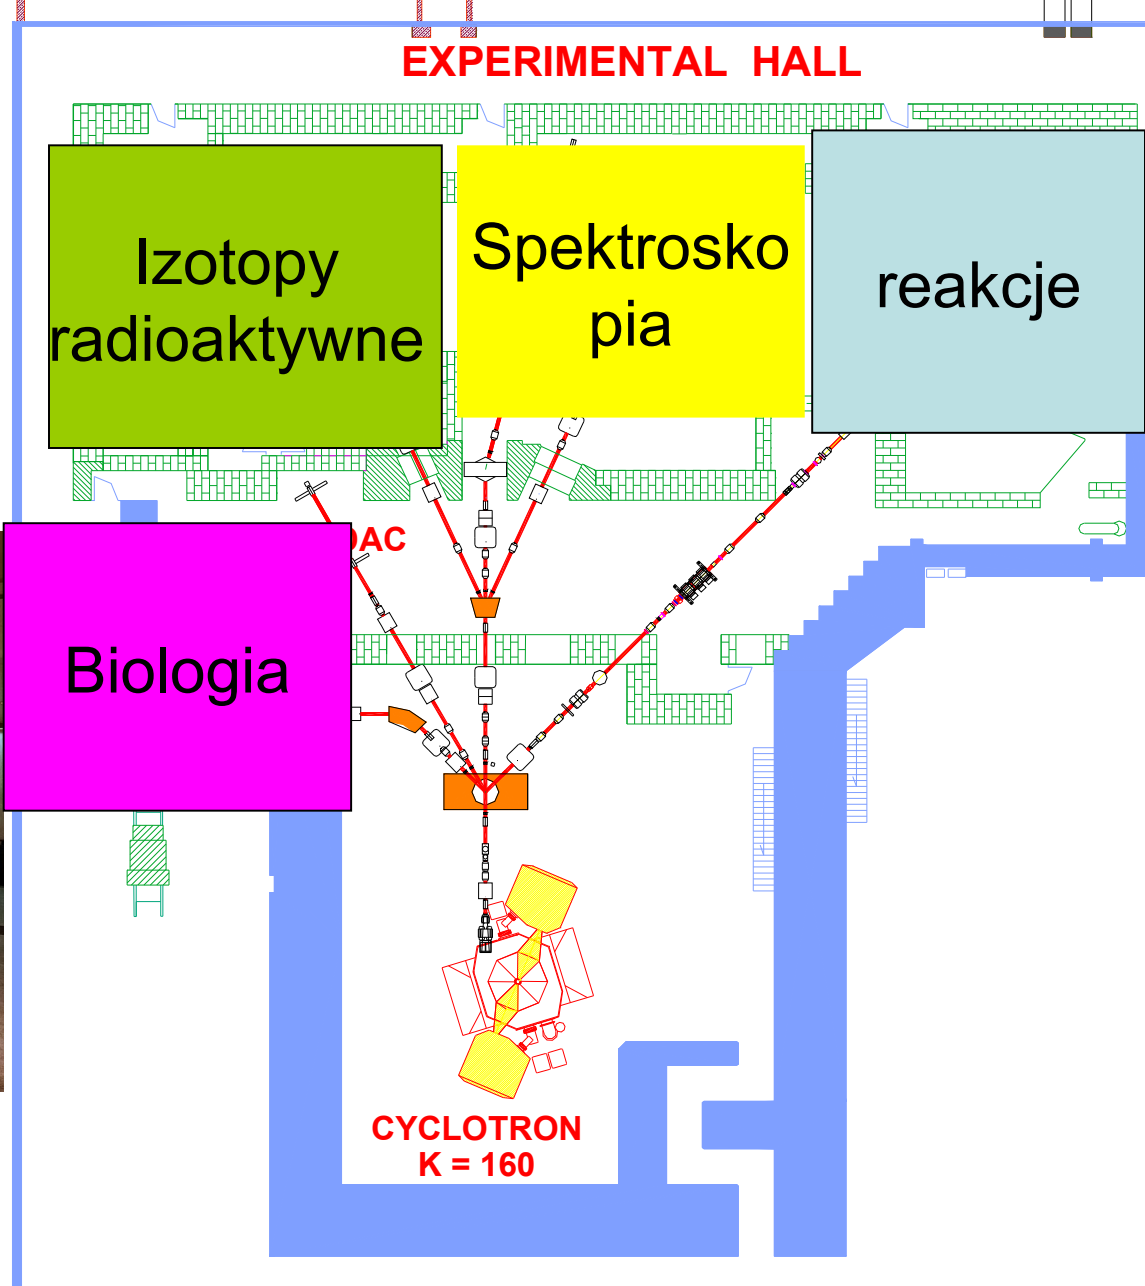 EXPERIMENTAL HALL
Izotopy
radioaktywne
Spektrosko
pia
reakcje
Biologia
CYCLOTRON
K = 160